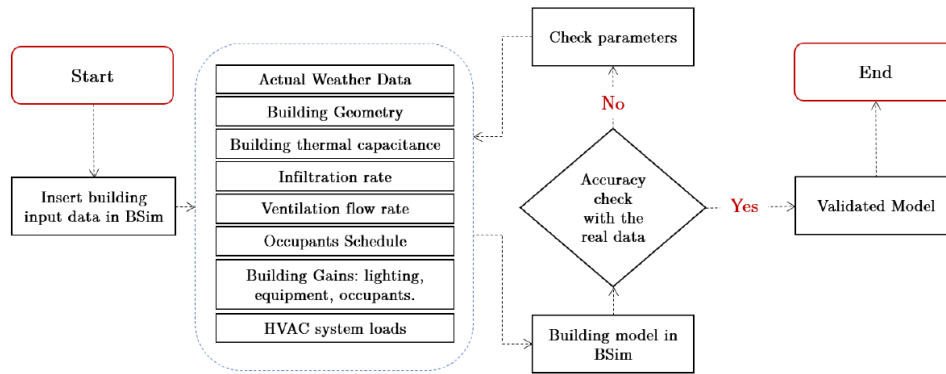 Start
Insert building
input data in BSim
Actual Weather Data
Building Geometry
Building thermal capacitance
Infiltration rate
Ventilation flow rate
Occupants Schedule
Building Gains: lighting,
equipment, occupants.
HVAC system loads
Check parameters
No
Accuracy
check
with the
real data
Building model in
BSim
Yes
End
Validated Model